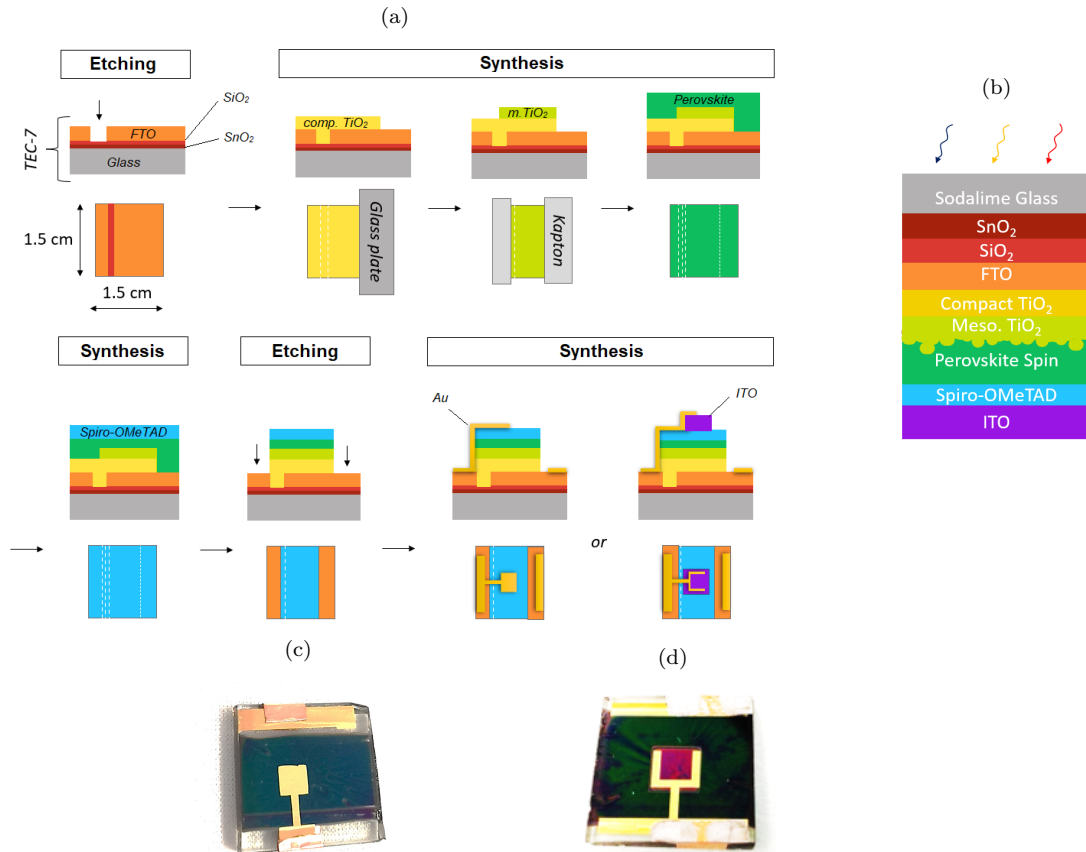 (a)
Etching
Synthesis
SiO₂
SnO₂
TEC-7
FTO
Glass
comp. TiO₂
m.TiO₂
Perovskite
1.5 cm
1.5 cm
Glass plate
Kapton
Synthesis
Etching
Synthesis
Spiro-OMeTAD
Au
ITO
or
(b)
Sodalime Glass
SnO₂
SiO₂
FTO
Compact TiO₂
Meso. TiO₂
Perovskite Spin
Spiro-OMeTAD
ITO
(c)
(d)